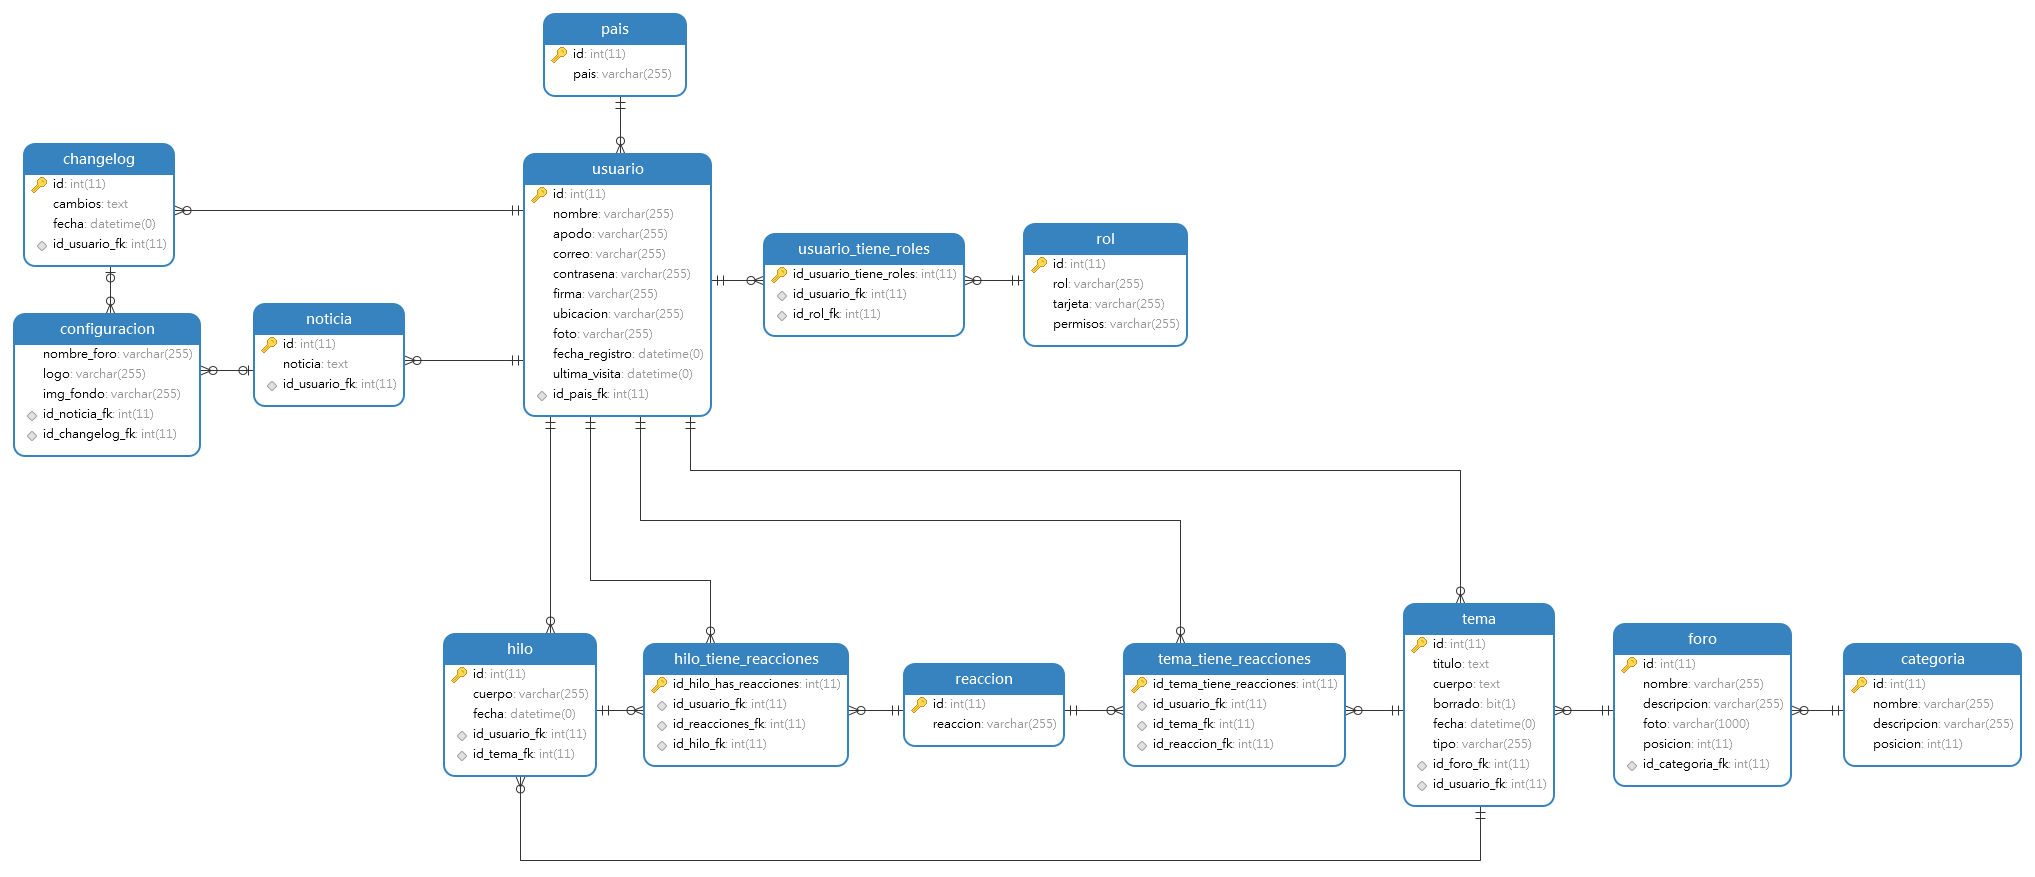 pais
id: int(11)
pais: varchar(255)
changelog
id: int(11)
cambios: text
fecha: datetime(0)
id_usuario_fk: int(11)
usuario
id: int(11)
nombre: varchar(255)
apodo: varchar(255)
correo: varchar(255)
contrasena: varchar(255)
firma: varchar(255)
ubicacion: varchar(255)
foto: varchar(255)
fecha_registro: datetime(0)
ultima_visita: datetime(0)
id_pais_fk: int(11)
usuario_tiene_roles
id_usuario_tiene_roles: int(11)
id_usuario_fk: int(11)
id_rol_fk: int(11)
rol
id: int(11)
rol: varchar(255)
tarjeta: varchar(255)
permisos: varchar(255)
configuracion
nombre_foro: varchar(255)
logo: varchar(255)
img_fondo: varchar(255)
id_noticia_fk: int(11)
id_changelog_fk: int(11)
noticia
id: int(11)
noticia: text
id_usuario_fk: int(11)
hilo
id: int(11)
cuerpo: varchar(255)
fecha: datetime(0)
id_usuario_fk: int(11)
id_tema_fk: int(11)
hilo_tiene_reacciones
id_hilo_has_reacciones: int(11)
id_usuario_fk: int(11)
id_reacciones_fk: int(11)
id_hilo_fk: int(11)
reaccion
id: int(11)
reaccion: varchar(255)
tema_tiene_reacciones
id_tema_tiene_reacciones: int(11)
id_usuario_fk: int(11)
id_tema_fk: int(11)
id_reaccion_fk: int(11)
tema
id: int(11)
titulo: text
cuerpo: text
borrado: bit(1)
fecha: datetime(0)
tipo: varchar(255)
id_foro_fk: int(11)
id_usuario_fk: int(11)
foro
id: int(11)
nombre: varchar(255)
descripcion: varchar(255)
foto: varchar(1000)
posicion: int(11)
id_categoria_fk: int(11)
categoria
id: int(11)
nombre: varchar(255)
descripcion: varchar(255)
posicion: int(11)